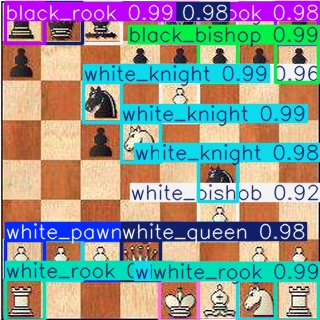 black_rook 0.99 0.98 ook 0.98
black_bishop 0.99
white_knight 0.99 0.96
white_knight 0.99
white_knight 0.98
white_bishop 0.92
white_pawn white_queen 0.98
white_rook white_rook 0.99